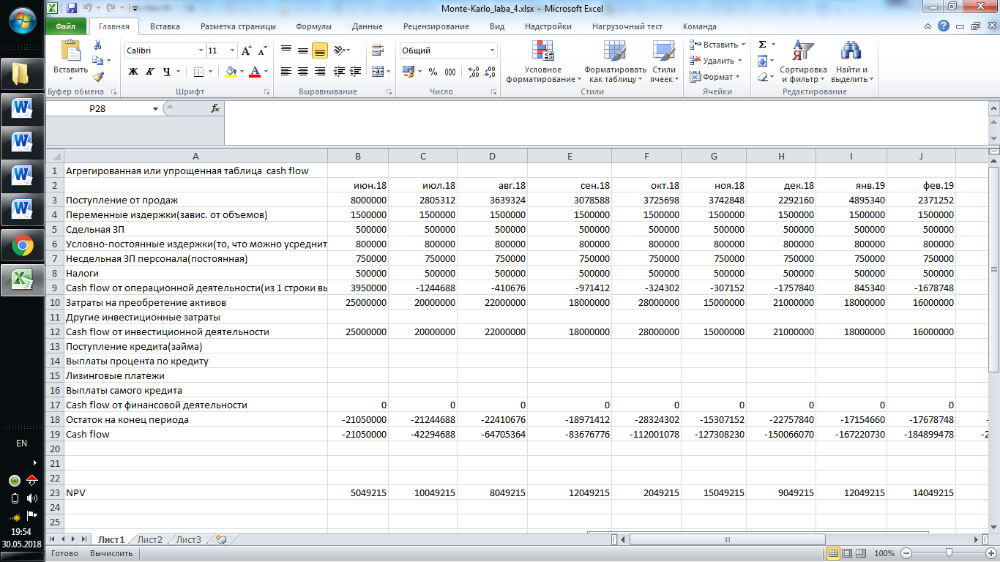 Monte-Karlo_laba_4.xlsx - Microsoft Excel
Файл Главная Вставка Разметка страницы Формулы Данные Рецензирование Вид Надстройки Нагрузочный тест Команда
Вставить
Calibri 11
Ж К Ч
Общий
% 000
Условное форматирование
Форматировать как таблицу
Стили ячеек
Вставить
Удалить
Формат
Сортировка и фильтр
Найти и выделить
Буфер обмена Шрифт Выравнивание Число Стили Ячейки Редактирование
P28 fx
A B C D E F G H I J
1 Агрегированная или упрощенная таблица cash flow
2 июн.18 июл.18 авг.18 сен.18 окт.18 ноя.18 дек.18 янв.19 фев.19
3 Поступление от продаж 8000000 2805312 3639324 3078588 3725698 3742848 2292160 4895340 2371252
4 Переменные издержки(завис. от объемов) 1500000 1500000 1500000 1500000 1500000 1500000 1500000 1500000 1500000
5 Сдельная ЗП 500000 500000 500000 500000 500000 500000 500000 500000 500000
6 Условно-постоянные издержки(то, что можно усреднит 800000 800000 800000 800000 800000 800000 800000 800000 800000
7 Несдельная ЗП персонала(постоянная) 750000 750000 750000 750000 750000 750000 750000 750000 750000
8 Налоги 500000 500000 500000 500000 500000 500000 500000 500000 500000
9 Cash flow от операционной деятельности(из 1 строки вы 3950000 -1244688 -410676 -971412 -324302 -307152 -1757840 845340 -1678748
10 Затраты на преобретение активов 25000000 20000000 22000000 18000000 28000000 15000000 21000000 18000000 16000000
11 Другие инвестиционные затраты
12 Cash flow от инвестиционной деятельности 25000000 20000000 22000000 18000000 28000000 15000000 21000000 18000000 16000000
13 Поступление кредита(займа)
14 Выплаты процента по кредиту
15 Лизинговые платежи
16 Выплаты самого кредита
17 Cash flow от финансовой деятельности 0 0 0 0 0 0 0 0 0
18 Остаток на конец периода -21050000 -21244688 -22410676 -18971412 -28324302 -15307152 -22757840 -17154660 -17678748 -
19 Cash flow -21050000 -42294688 -64705364 -83676776 -112001078 -127308230 -150066070 -167220730 -184899478 -2
20
21
22
23 NPV 5049215 10049215 8049215 12049215 2049215 15049215 9049215 12049215 14049215
24
25
Лист1 Лист2 Лист3
Готово Вычислить 100%
EN
19:54
30.05.2018